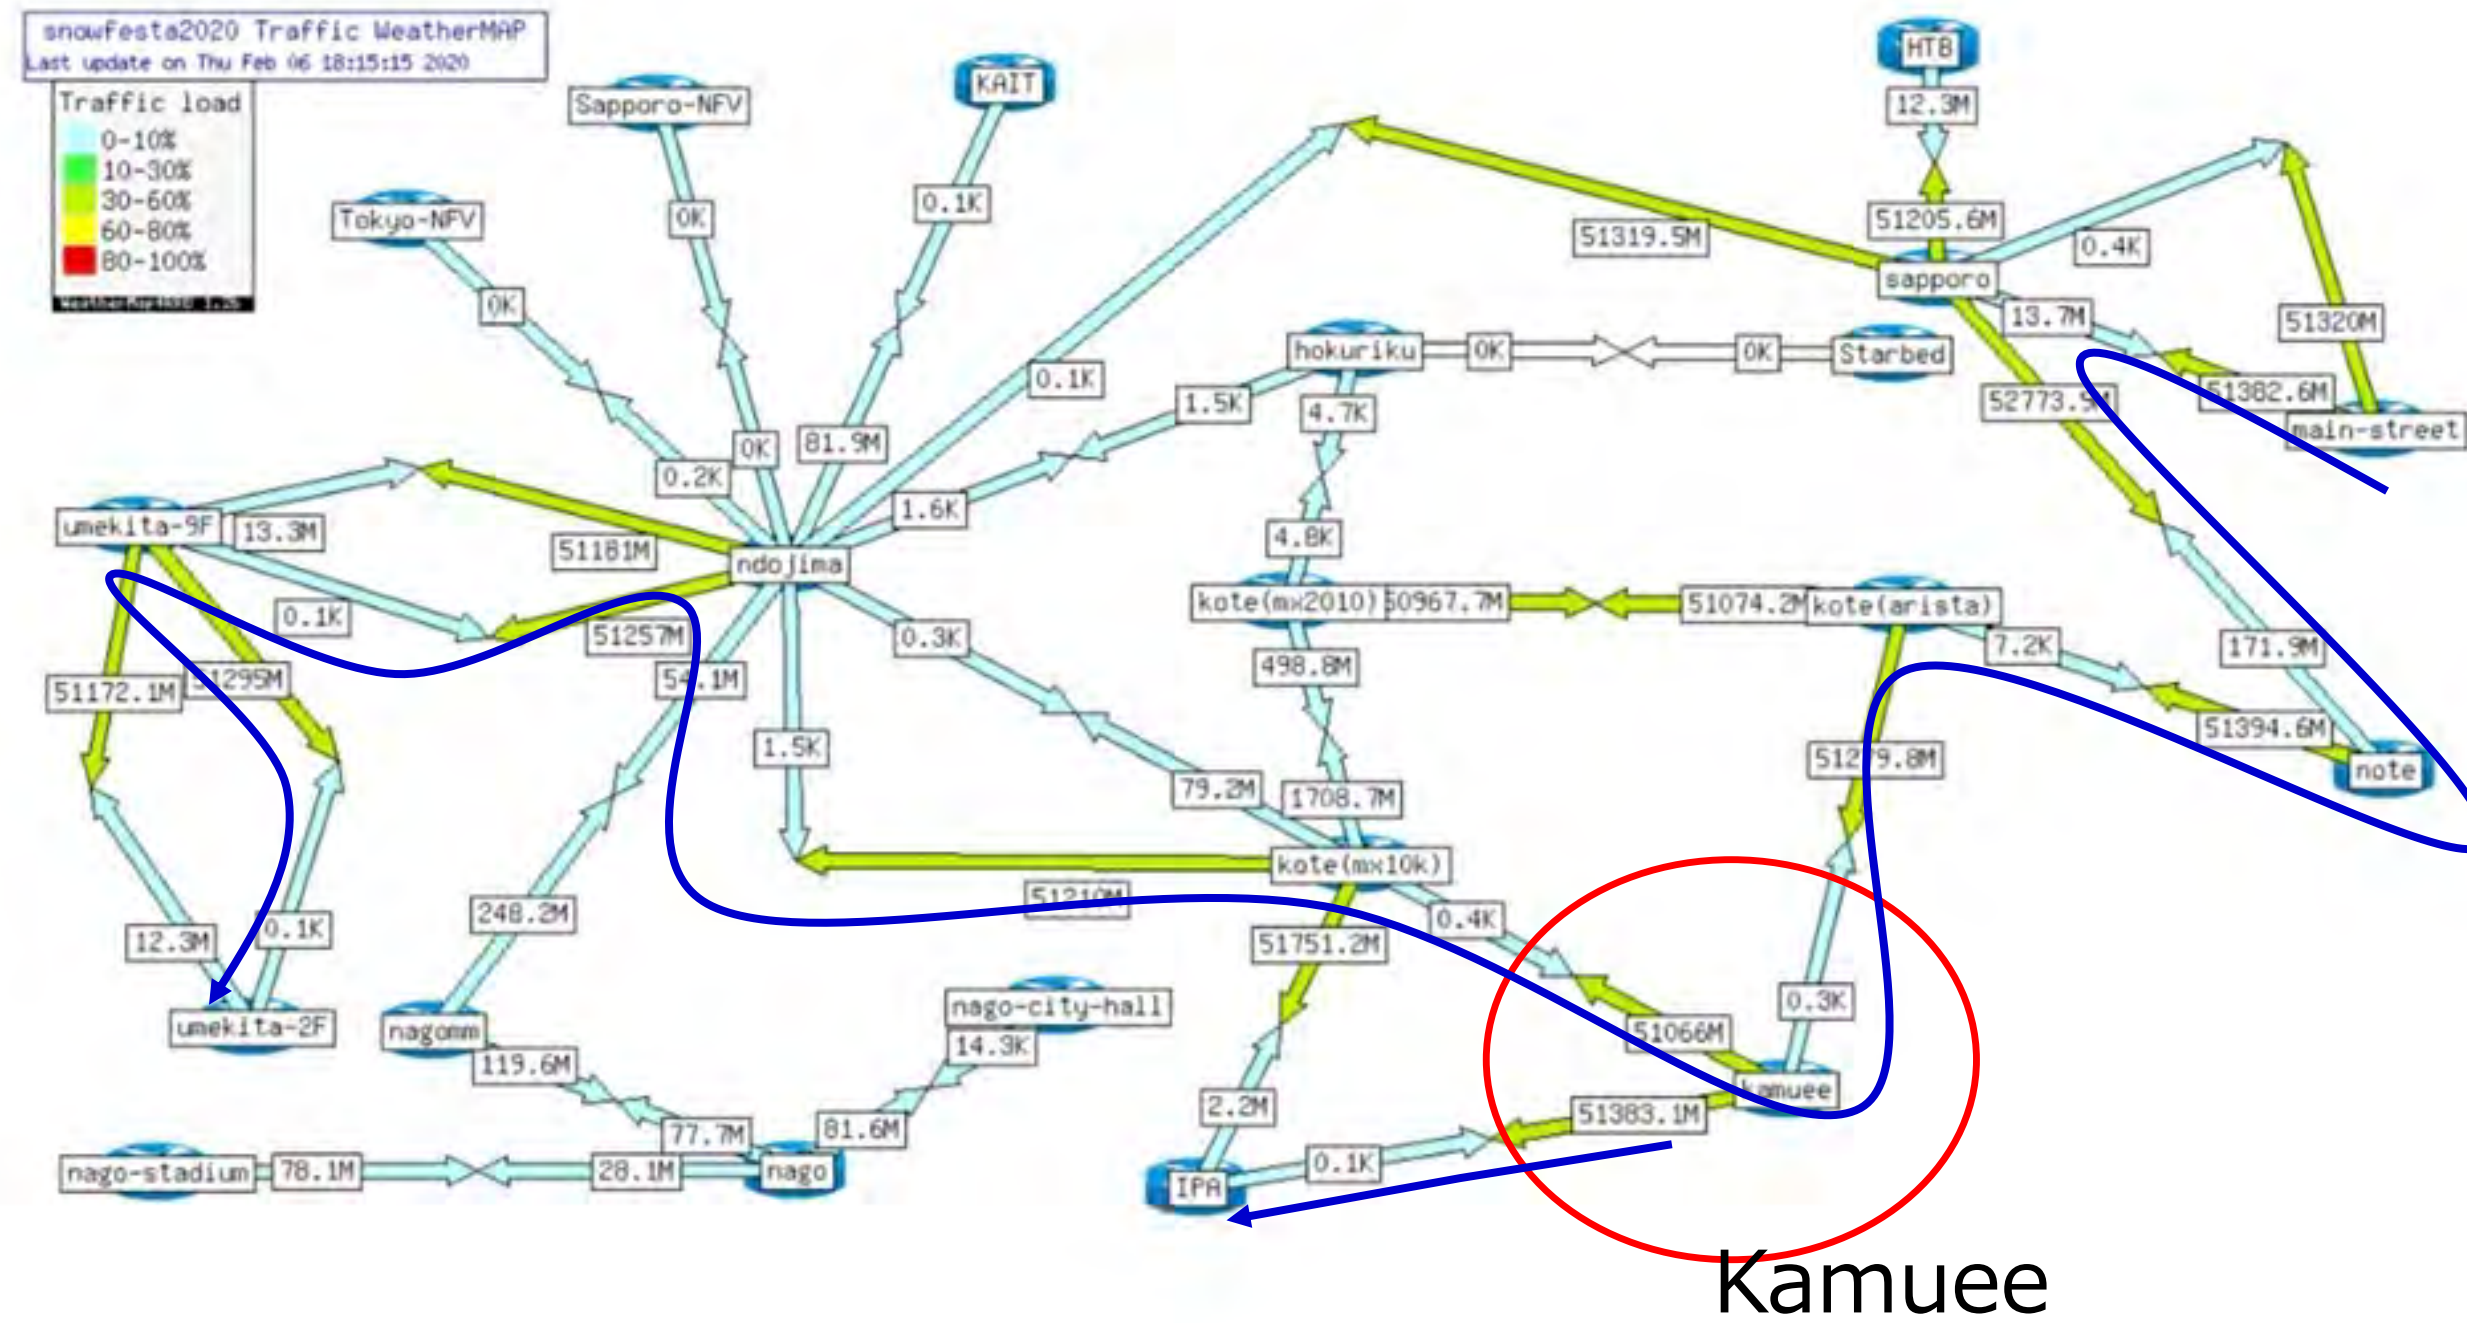 snowfesta2020 Traffic WeatherMAP
Last update on Thu Feb 06 18:15:15 2020
Traffic load
0-10%
10-30%
30-60%
60-80%
80-100%
HTB
12.3M
51205.6M
sapporo
0.4K
51320M
13.7M
51382.6M
main-street
52773.9M
171.9M
note
51319.5M
KAIT
0.1K
Sapporo-NFV
0K
Tokyo-NFV
0K
0.2K
0K
81.9M
0.1K
hokuriku
0K
0K
Starbed
1.5K
4.7K
1.6K
4.8K
umekita-9F
13.3M
51181M
ndojima
0.1K
51257M
54.1M
0.3K
kote(mx2010)
50967.7M
51074.2M
kote(arista)
7.2K
51394.6M
498.8M
51172.1M
51295M
1.5K
79.2M
1708.7M
51279.8M
kote(mx10k)
51210M
0.4K
51751.2M
248.2M
12.3M
0.1K
umekita-2F
nagomm
nago-city-hall
14.3K
119.6M
77.7M
81.6M
nago-stadium
78.1M
28.1M
nago
2.2M
IPA
0.1K
51383.1M
51066M
0.3K
kamuee
Kamuee